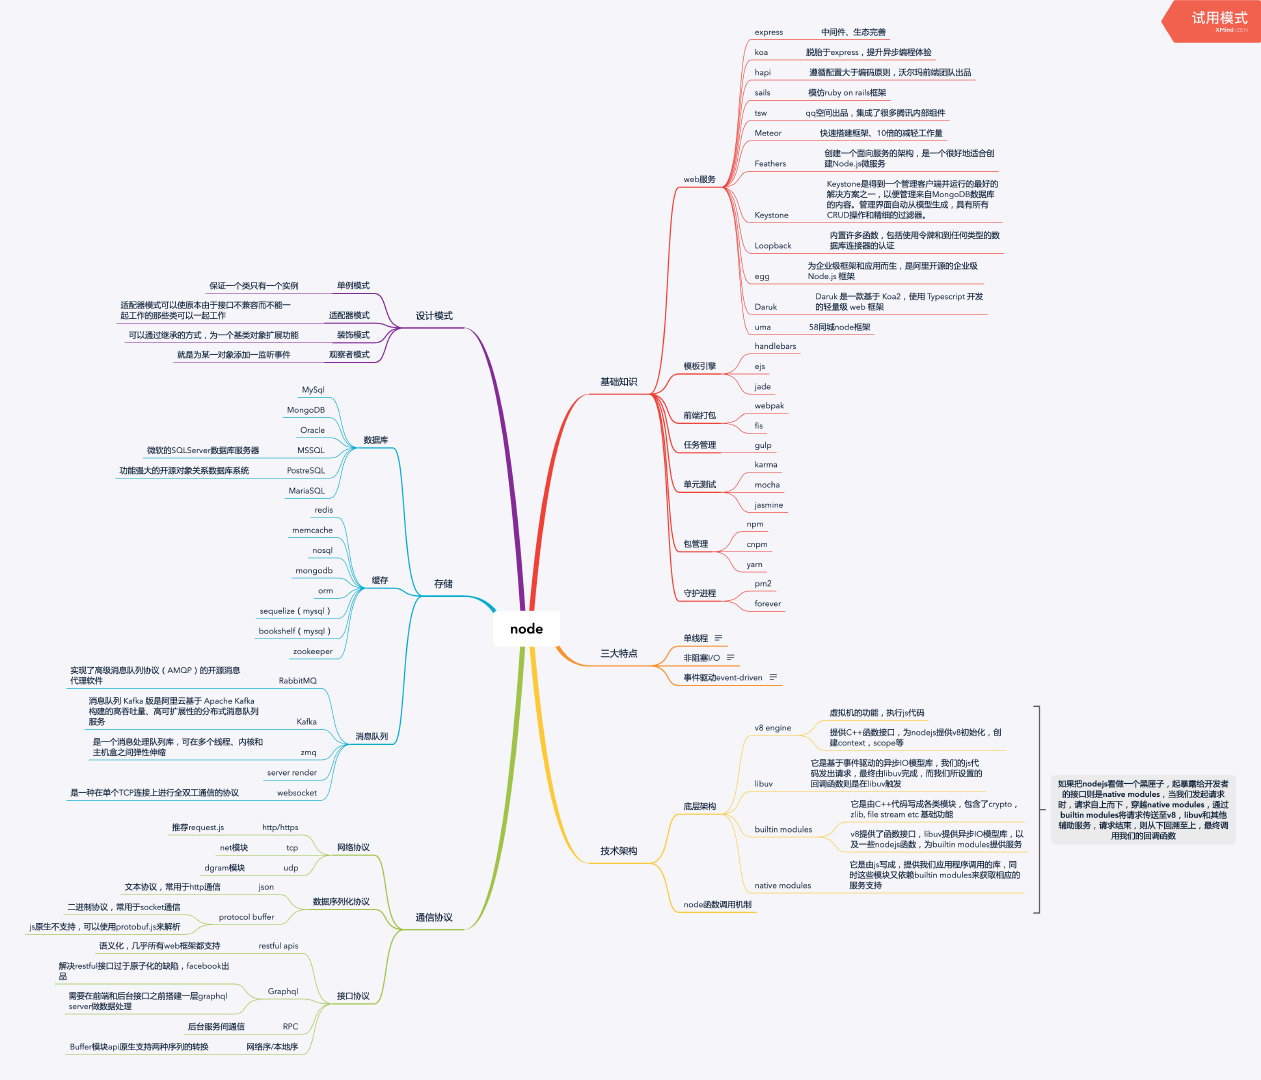 试用模式
XMind: ZEN
node
基础知识
web服务
express
中间件、生态完善
koa
脱胎于express，提升异步编程体验
hapi
遵循配置大于编码原则，沃尔玛前端团队出品
sails
模仿ruby on rails框架
tsw
qq空间出品，集成了很多腾讯内部组件
Meteor
快速搭建框架、10倍的减轻工作量
Feathers
创建一个面向服务的架构，是一个很好地适合创
建Node.js微服务
Keystone
Keystone是得到一个管理客户端并运行的最好的
解决方案之一，以便管理来自MongoDB数据库
的内容。管理界面自动从模型生成，具有所有
CRUD操作和精细的过滤器。
Loopback
内置许多函数，包括使用令牌和到任何类型的数
据库连接器的认证
egg
为企业级框架和应用而生，是阿里开源的企业级
Node.js 框架
Daruk
Daruk 是一款基于 Koa2，使用 Typescript 开发
的轻量级 web 框架
uma
58同城node框架
模板引擎
handlebars
ejs
jade
前端打包
webpak
fis
任务管理
gulp
单元测试
karma
mocha
jasmine
包管理
npm
cnpm
yarn
守护进程
pm2
forever
三大特点
单线程
非阻塞I/O
事件驱动event-driven
技术架构
底层架构
v8 engine
虚拟机的功能，执行js代码
提供C++函数接口，为nodejs提供v8初始化，创
建context，scope等
libuv
它是基于事件驱动的异步IO模型库，我们的js代
码发出请求，最终由libuv完成，而我们所设置的
回调函数则是在libuv触发
builtin modules
它是由C++代码写成各类模块，包含了crypto，
zlib, file stream etc 基础功能
v8提供了函数接口，libuv提供异步IO模型库，以
及一些nodejs函数，为builtin modules提供服务
native modules
它是由js写成，提供我们应用程序调用的库，同
时这些模块又依赖builtin modules来获取相应的
服务支持
node函数调用机制
如果把nodejs看做一个黑匣子，起暴露给开发者
的接口则是native modules，当我们发起请求
时，请求自上而下，穿越native modules，通过
builtin modules将请求传送至v8，libuv和其他
辅助服务，请求结束，则从下回溯至上，最终调
用我们的回调函数
设计模式
单例模式
保证一个类只有一个实例
适配器模式
适配器模式可以使原本由于接口不兼容而不能一
起工作的那些类可以一起工作
装饰模式
可以通过继承的方式，为一个基类对象扩展功能
观察者模式
就是为某一对象添加一监听事件
存储
数据库
MySql
MongoDB
Oracle
MSSQL
微软的SQLServer数据库服务器
PostreSQL
功能强大的开源对象关系数据库系统
MariaSQL
缓存
redis
memcache
nosql
mongodb
orm
sequelize（mysql）
bookshelf（mysql）
zookeeper
消息队列
RabbitMQ
实现了高级消息队列协议（AMQP）的开源消息
代理软件
Kafka
消息队列 Kafka 版是阿里云基于 Apache Kafka
构建的高吞吐量、高可扩展性的分布式消息队列
服务
zmq
是一个消息处理队列库，可在多个线程、内核和
主机盒之间弹性伸缩
server render
websocket
是一种在单个TCP连接上进行全双工通信的协议
通信协议
网络协议
http/https
推荐request.js
tcp
net模块
udp
dgram模块
数据序列化协议
json
文本协议，常用于http通信
protocol buffer
二进制协议，常用于socket通信
js原生不支持，可以使用protobuf.js来解析
接口协议
restful apis
语义化，几乎所有web框架都支持
Graphql
解决restful接口过于原子化的缺陷，facebook出
品
需要在前端和后台接口之前搭建一层graphql
server做数据处理
RPC
后台服务间通信
网络序/本地序
Buffer模块api原生支持两种序列的转换